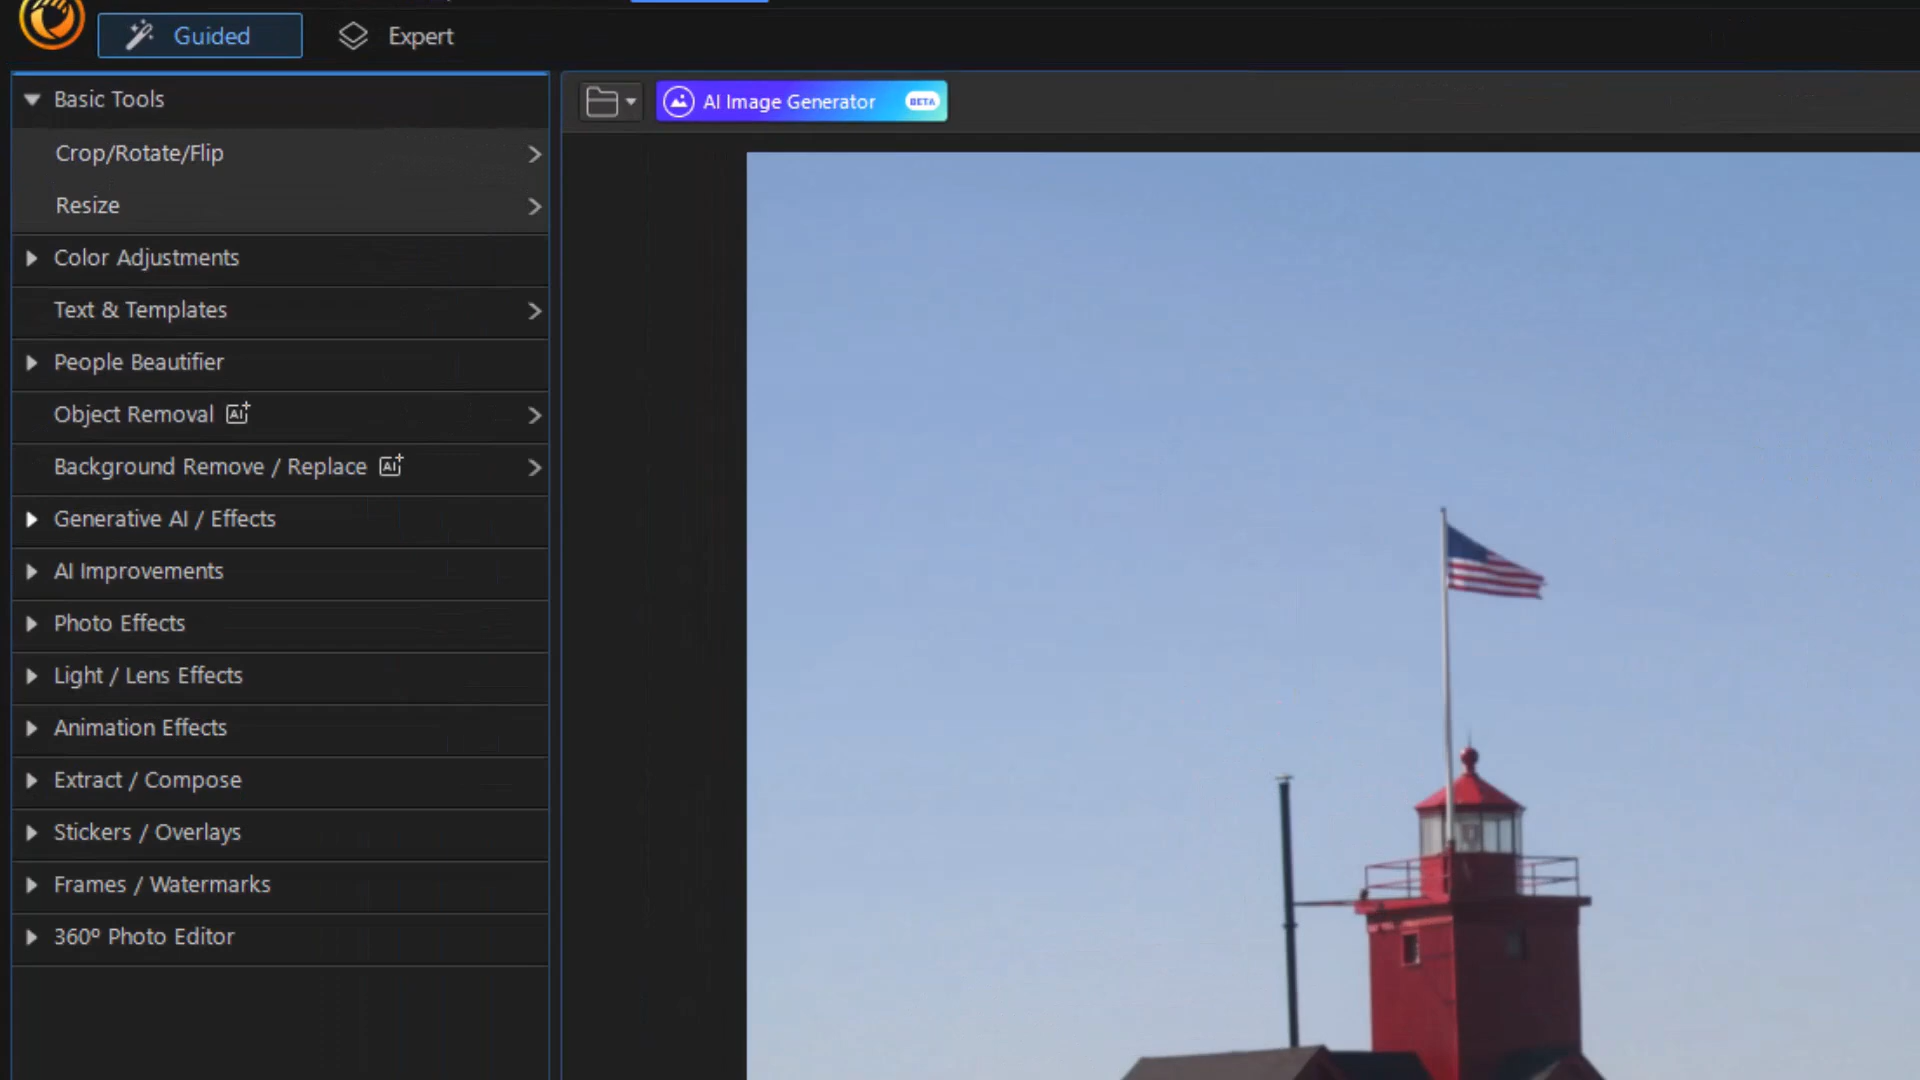 Guided
Expert
Basic Tools
AI Image Generator BETA
Crop/Rotate/Flip
Resize
Color Adjustments
Text & Templates
People Beautifier
Object Removal AI
Background Remove / Replace AI
Generative AI / Effects
AI Improvements
Photo Effects
Light / Lens Effects
Animation Effects
Extract / Compose
Stickers / Overlays
Frames / Watermarks
360º Photo Editor